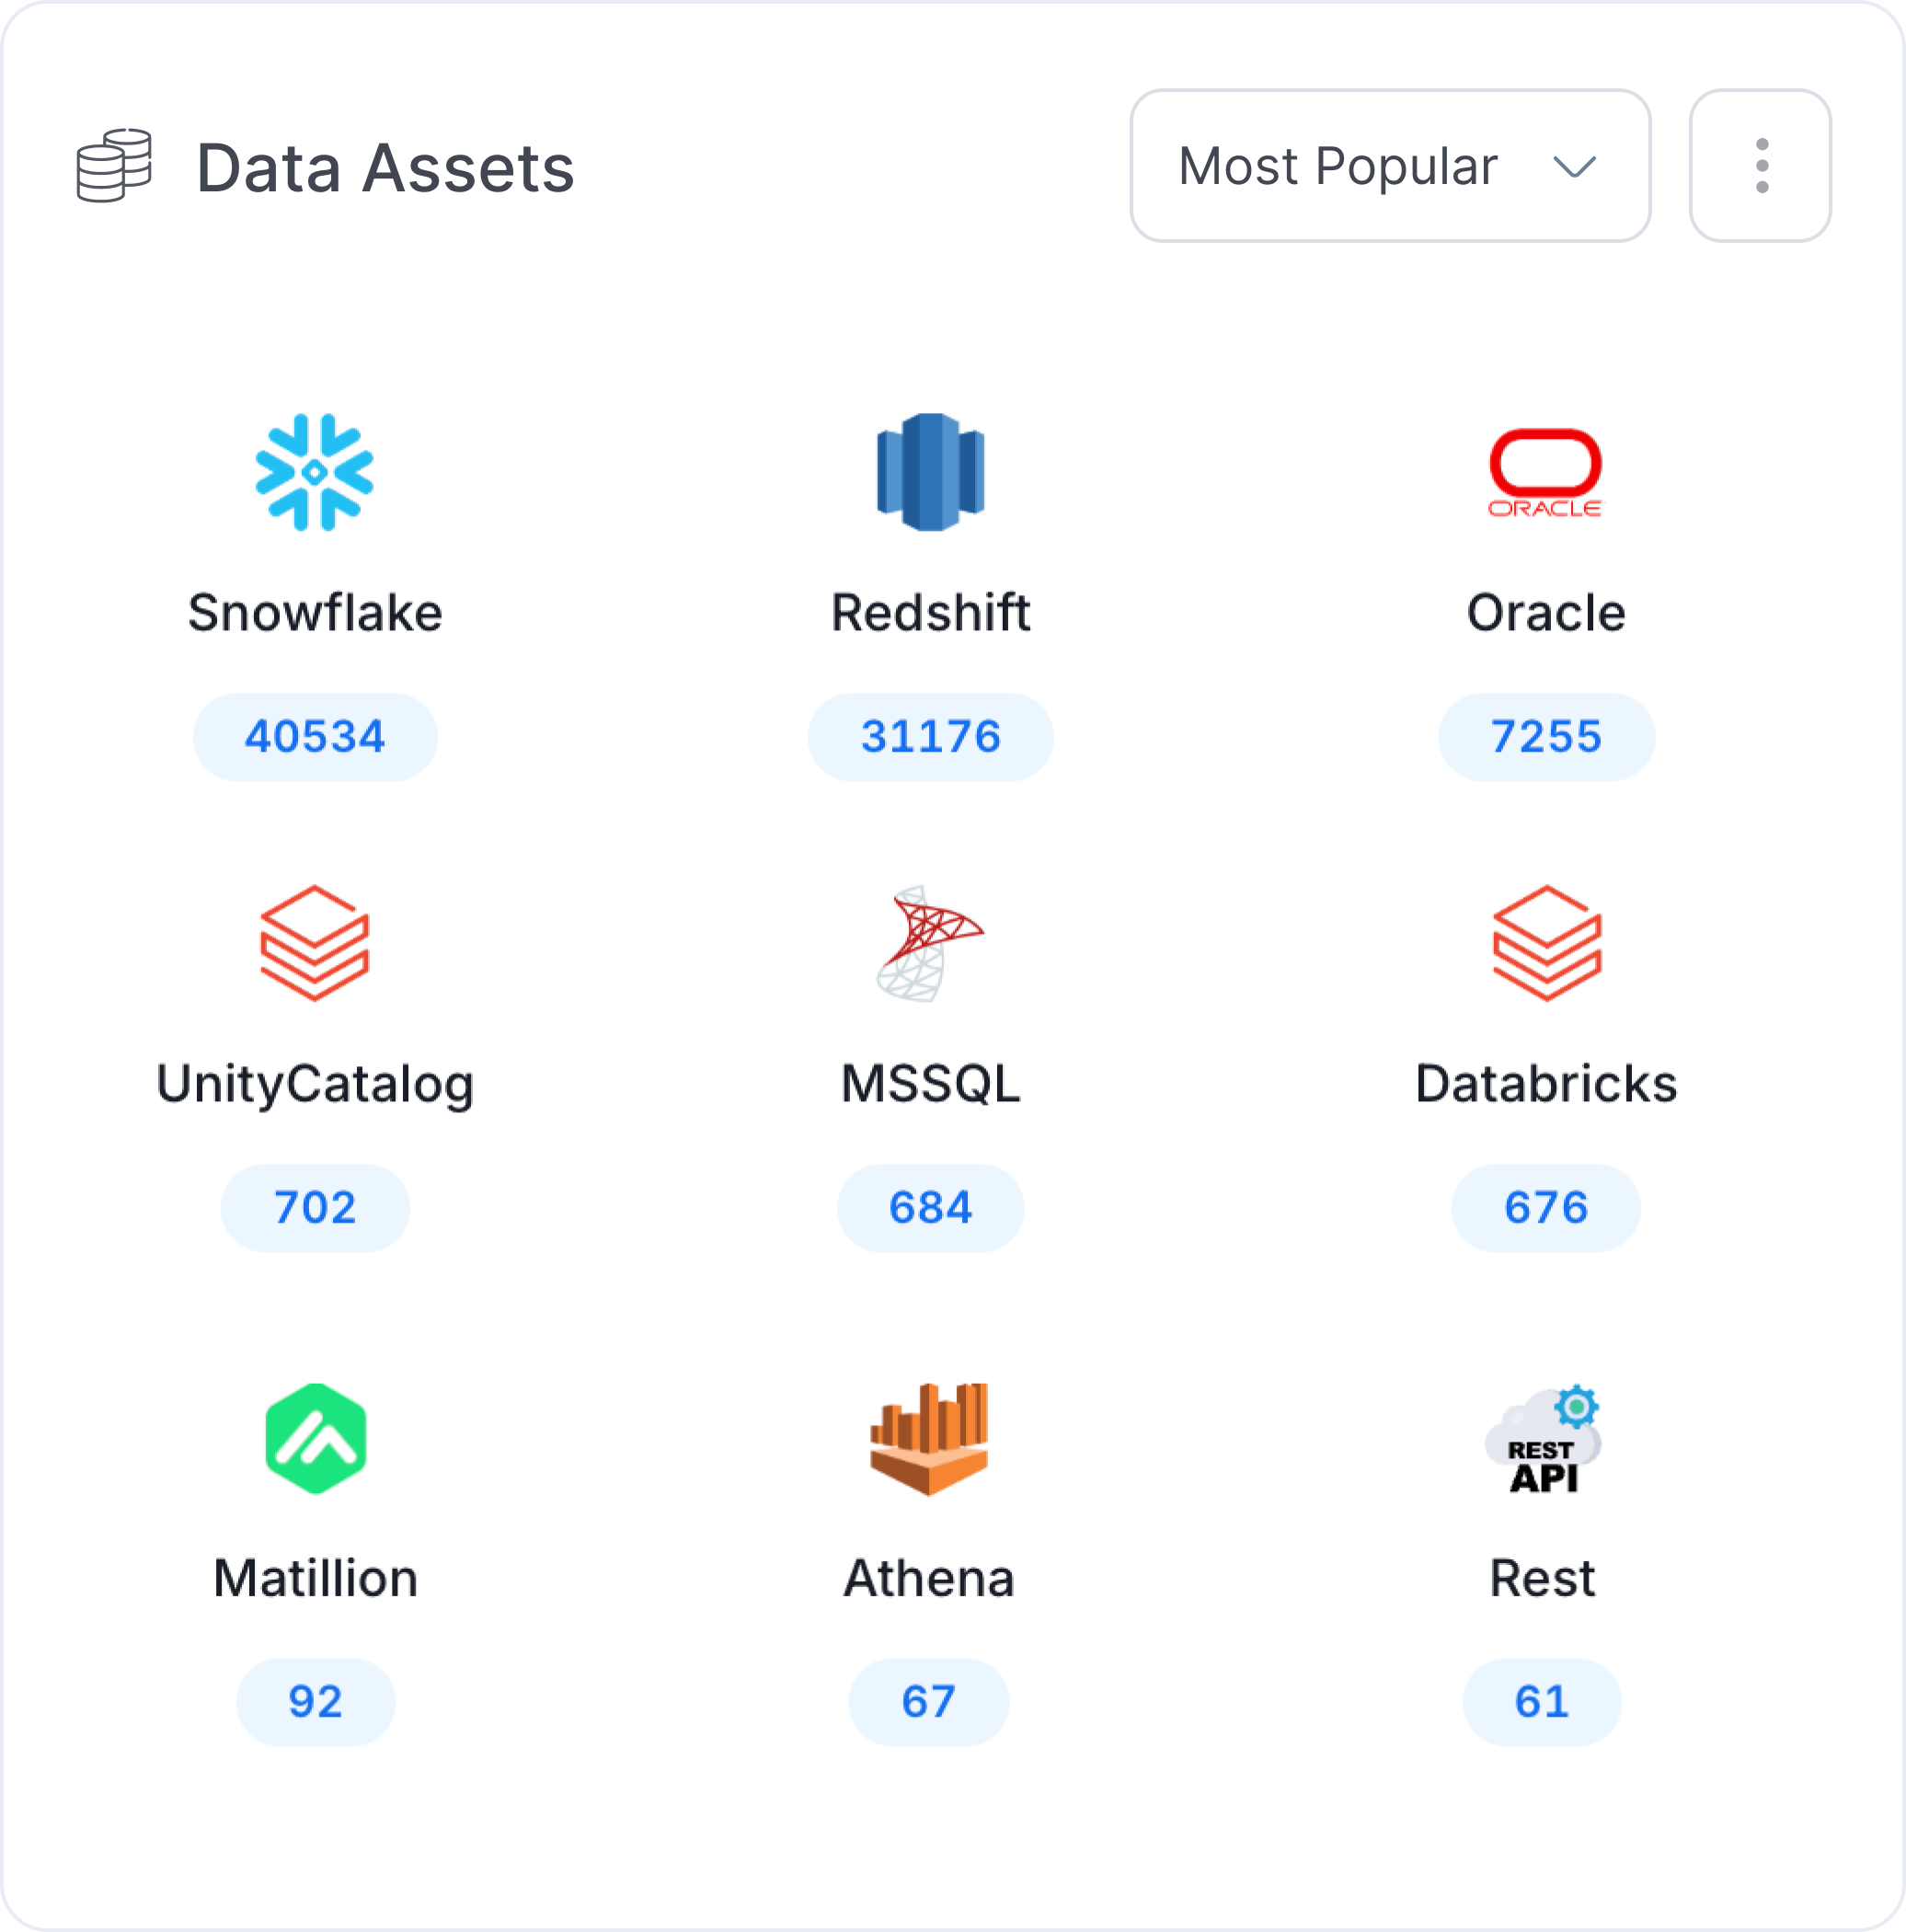 Data Assets
Most Popular
ORACLE
Snowflake
Redshift
Oracle
40534
31176
7255
UnityCatalog
MSSQL
Databricks
702
684
676
REST
API
Matillion
Athena
Rest
92
67
61